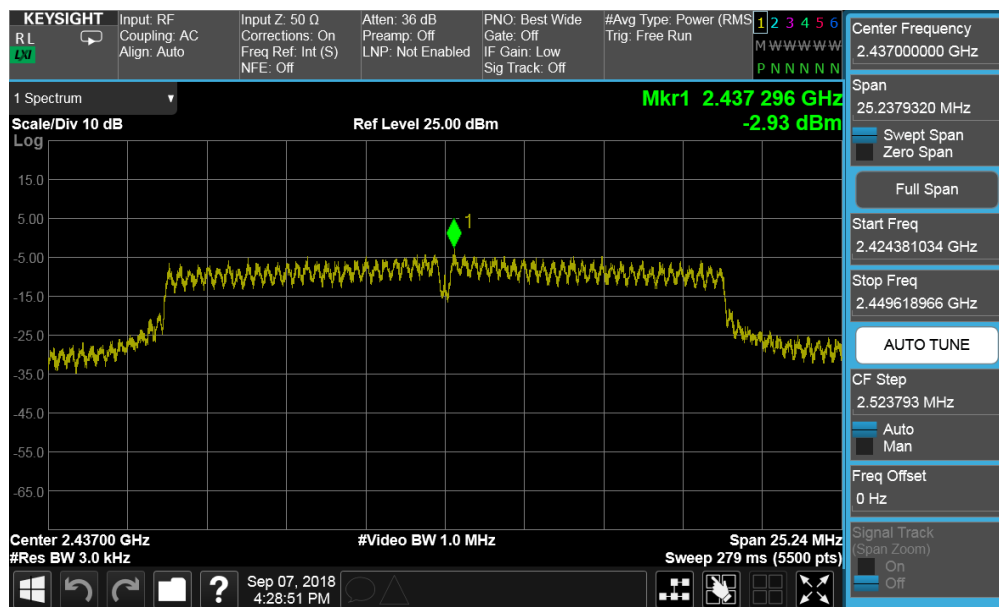 KEYSIGHT
R L
LXI
Input: RF
Coupling: AC
Align: Auto
Input Z: 50 Ω
Corrections: On
Freq Ref: Int (S)
NFE: Off
Atten: 36 dB
Preamp: Off
LNP: Not Enabled
PNO: Best Wide
Gate: Off
IF Gain: Low
Sig Track: Off
#Avg Type: Power (RMS
Trig: Free Run
1 2 3 4 5 6
M W W W W W
P N N N N N
1 Spectrum
Scale/Div 10 dB
Ref Level 25.00 dBm
Mkr1 2.437 296 GHz
-2.93 dBm
Log
15.0
5.00
-5.00
-15.0
-25.0
-35.0
-45.0
-55.0
-65.0
1
Center 2.43700 GHz
#Res BW 3.0 kHz
#Video BW 1.0 MHz
Span 25.24 MHz
Sweep 279 ms (5500 pts)
?
Sep 07, 2018
4:28:51 PM
Center Frequency
2.437000000 GHz
Span
25.2379320 MHz
Swept Span
Zero Span
Full Span
Start Freq
2.424381034 GHz
Stop Freq
2.449618966 GHz
AUTO TUNE
CF Step
2.523793 MHz
Auto
Man
Freq Offset
0 Hz
Signal Track
(Span Zoom)
On
Off